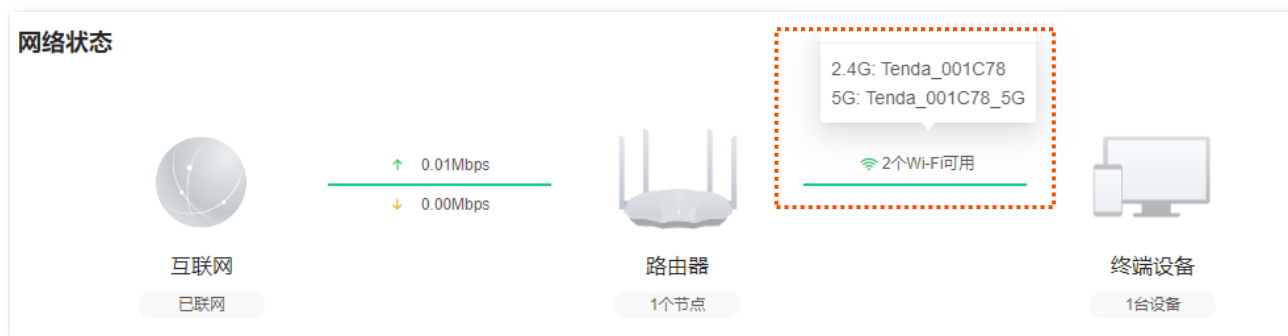 网络状态
2.4G: Tenda_001C78
5G: Tenda_001C78_5G
0.01Mbps
2个Wi-Fi可用
0.00Mbps
互联网
路由器
终端设备
已联网
1个节点
1台设备